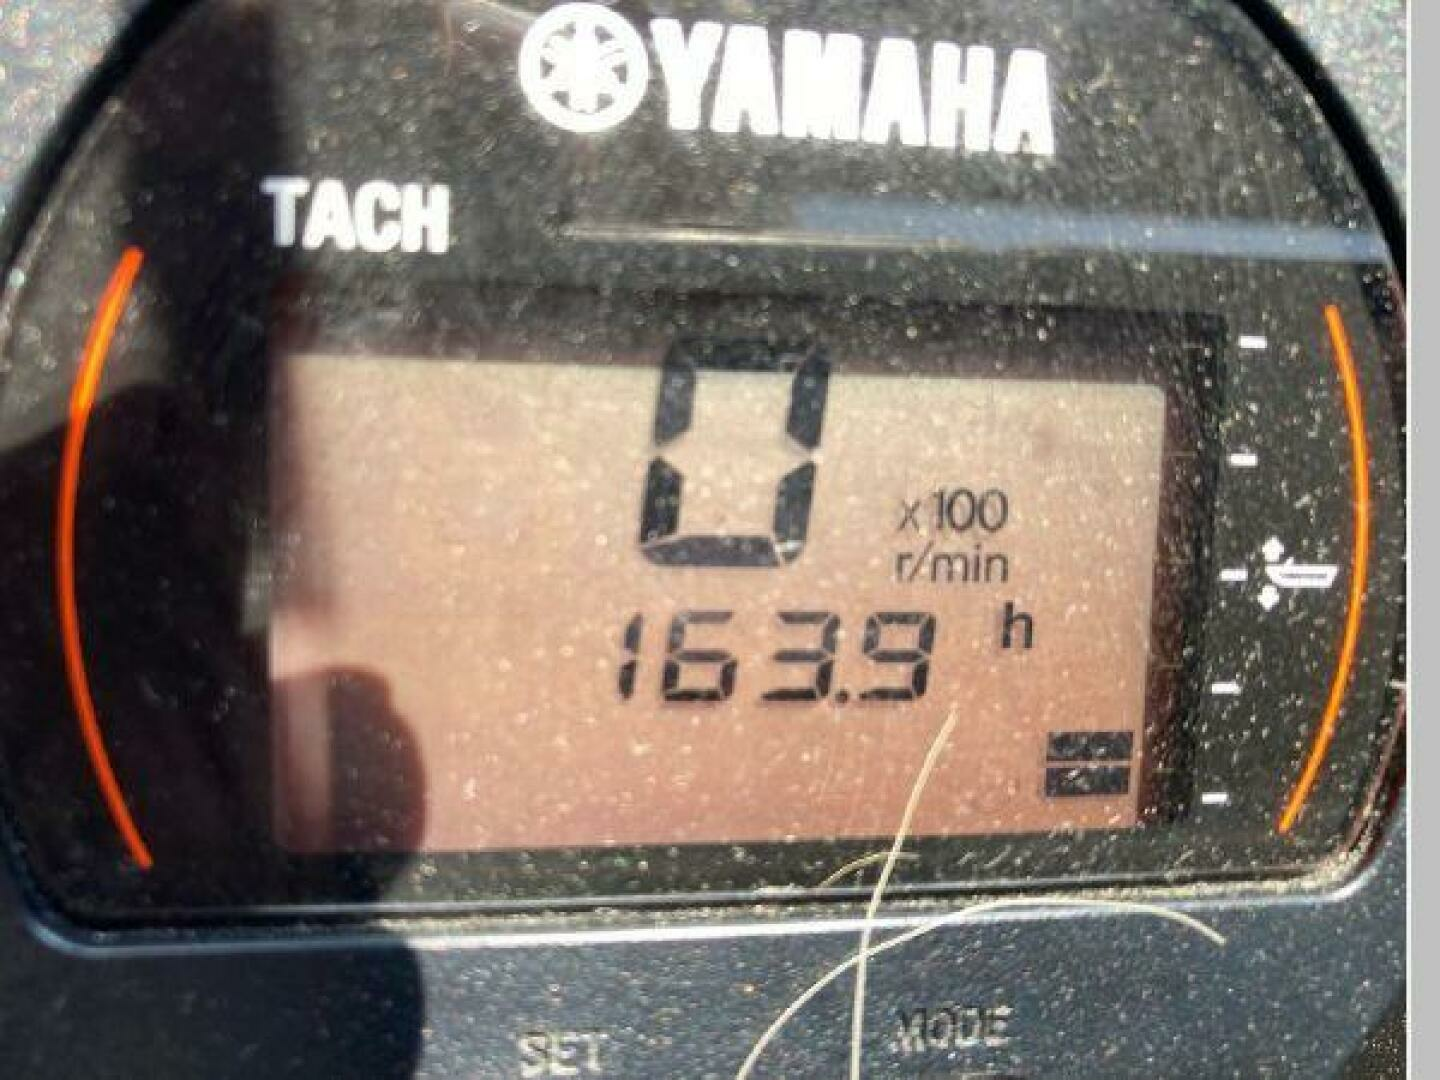 YAMAHA
TACH
0
x100
r/min
163.9 h
SET
MODE